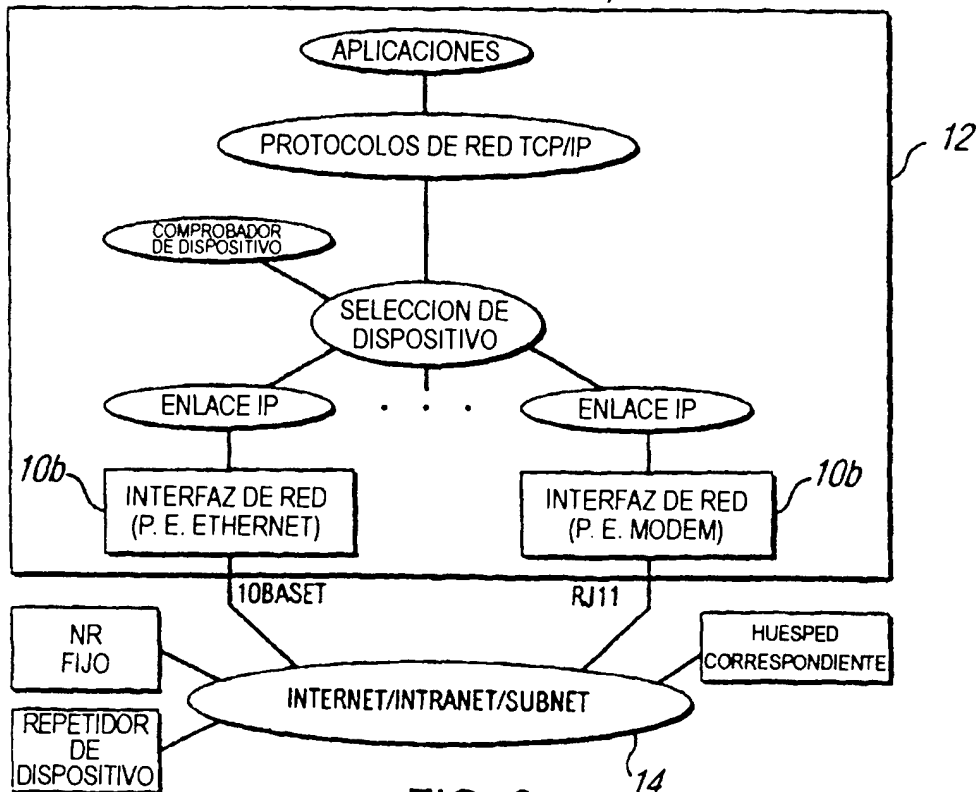 APLICACIONES
PROTOCOLOS DE RED TCP/IP
12
COMPROBADOR
DE DISPOSITIVO
SELECCION DE
DISPOSITIVO
ENLACE IP
. . .
ENLACE IP
10b
INTERFAZ DE RED
(P. E. ETHERNET)
INTERFAZ DE RED
(P. E. MODEM)
10b
10BASET
RJ11
NR
FIJO
HUESPED
CORRESPONDIENTE
INTERNET/INTRANET/SUBNET
REPETIDOR
DE
DISPOSITIVO
14